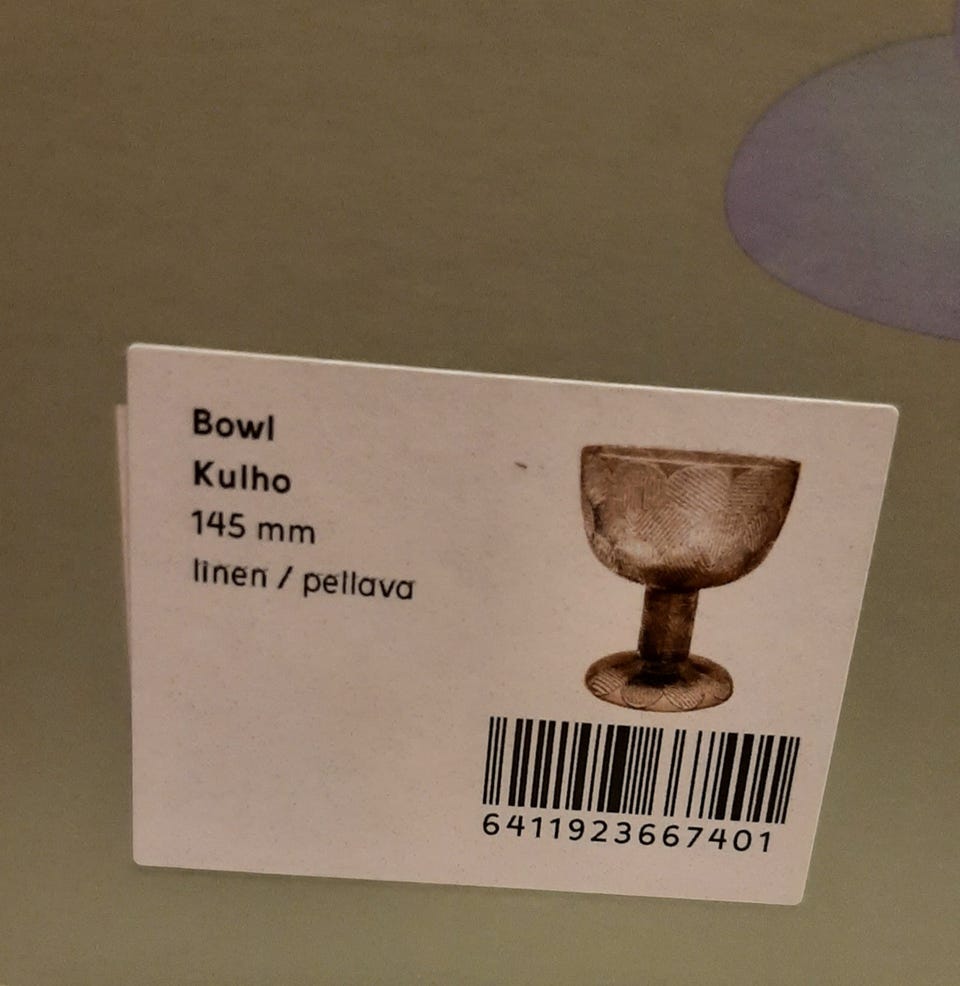 Bowl
Kulho
145 mm
linen / pellava
6411923667401